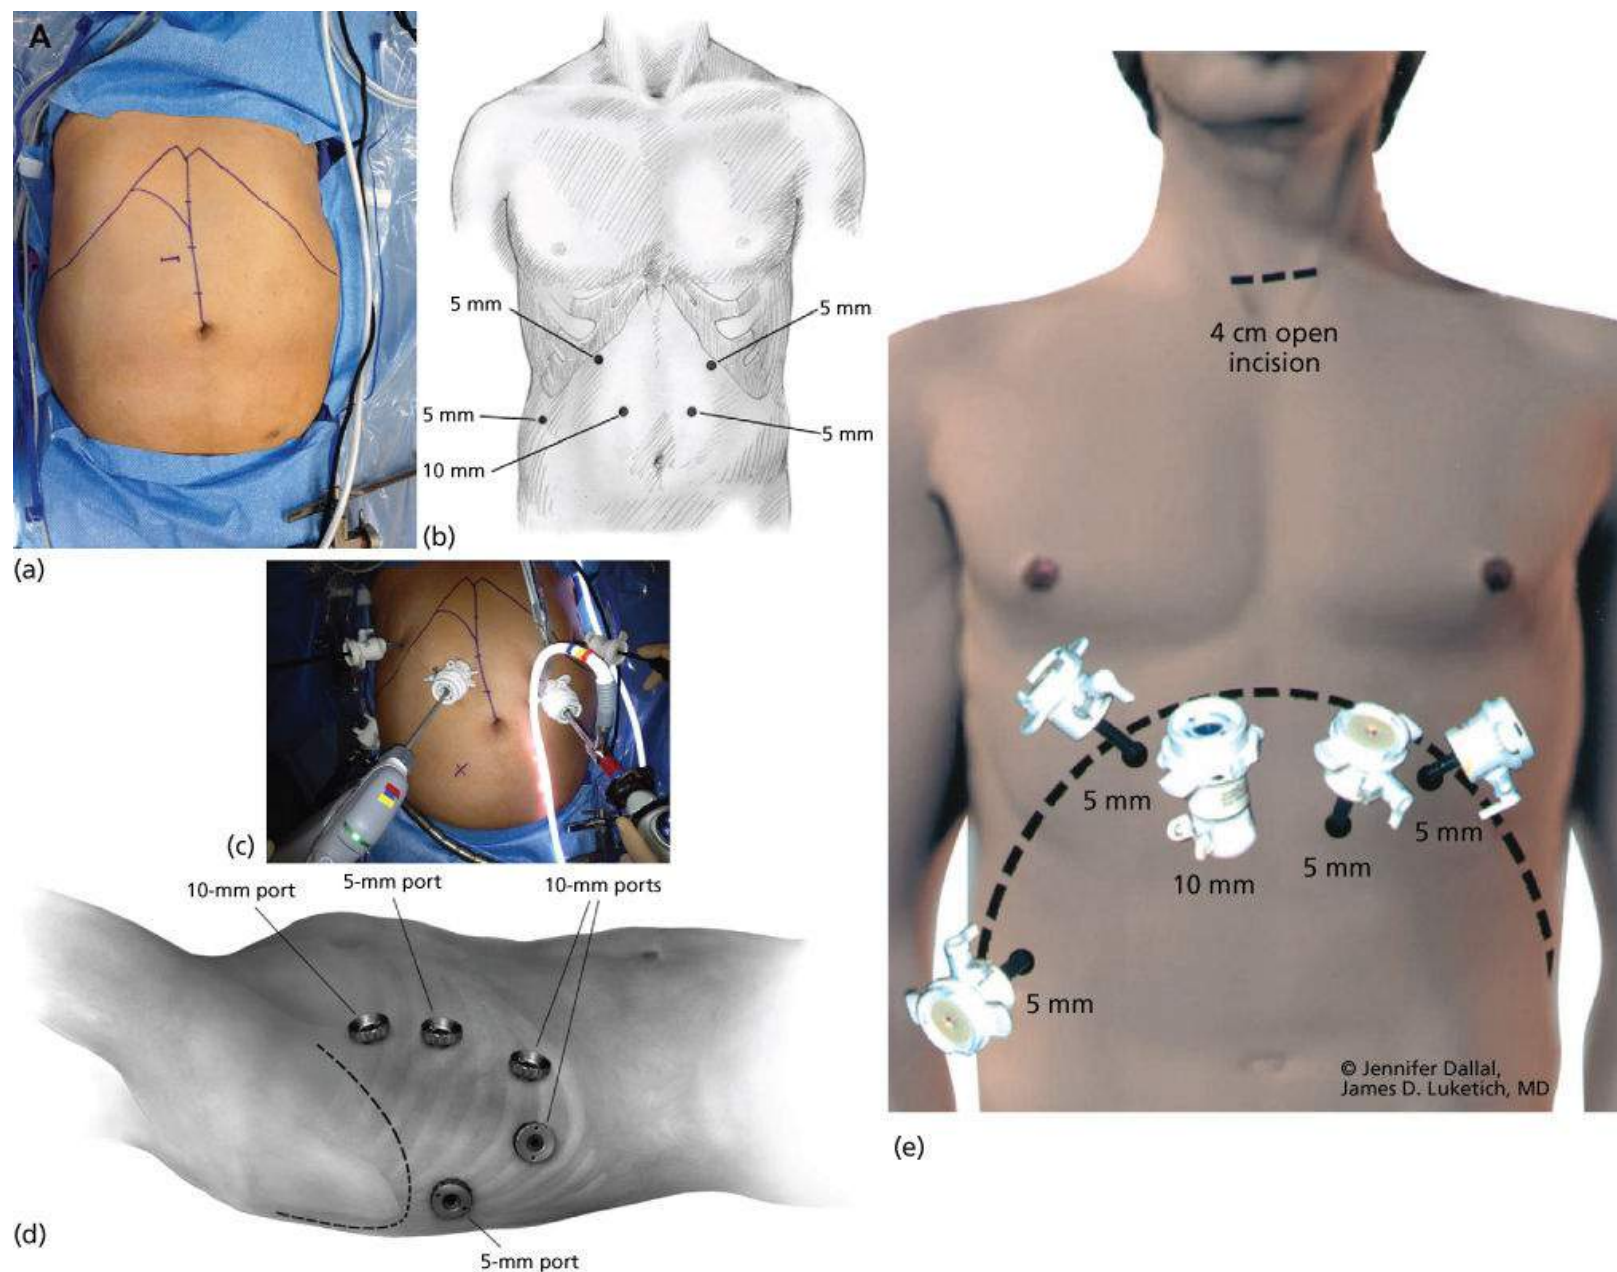 A
(a)
5 mm
5 mm
5 mm
5 mm
10 mm
(b)
(c)
10-mm port
5-mm port
10-mm ports
5-mm port
(d)
4 cm open
incision
5 mm
10 mm
5 mm
5 mm
5 mm
© Jennifer Dallal,
James D. Luketich, MD
(e)